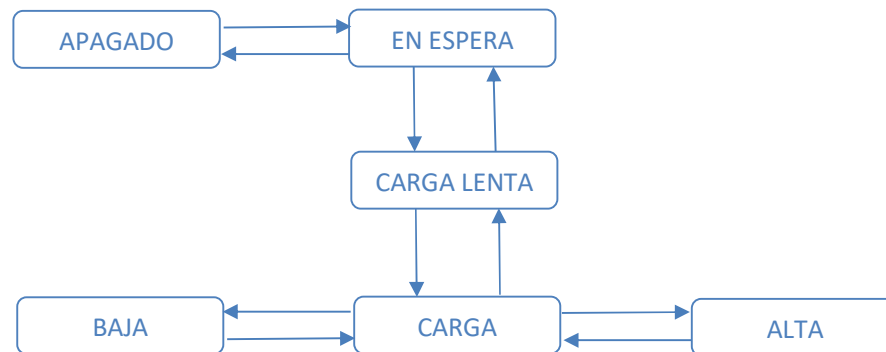 APAGADO
EN ESPERA
CARGA LENTA
BAJA
CARGA
ALTA